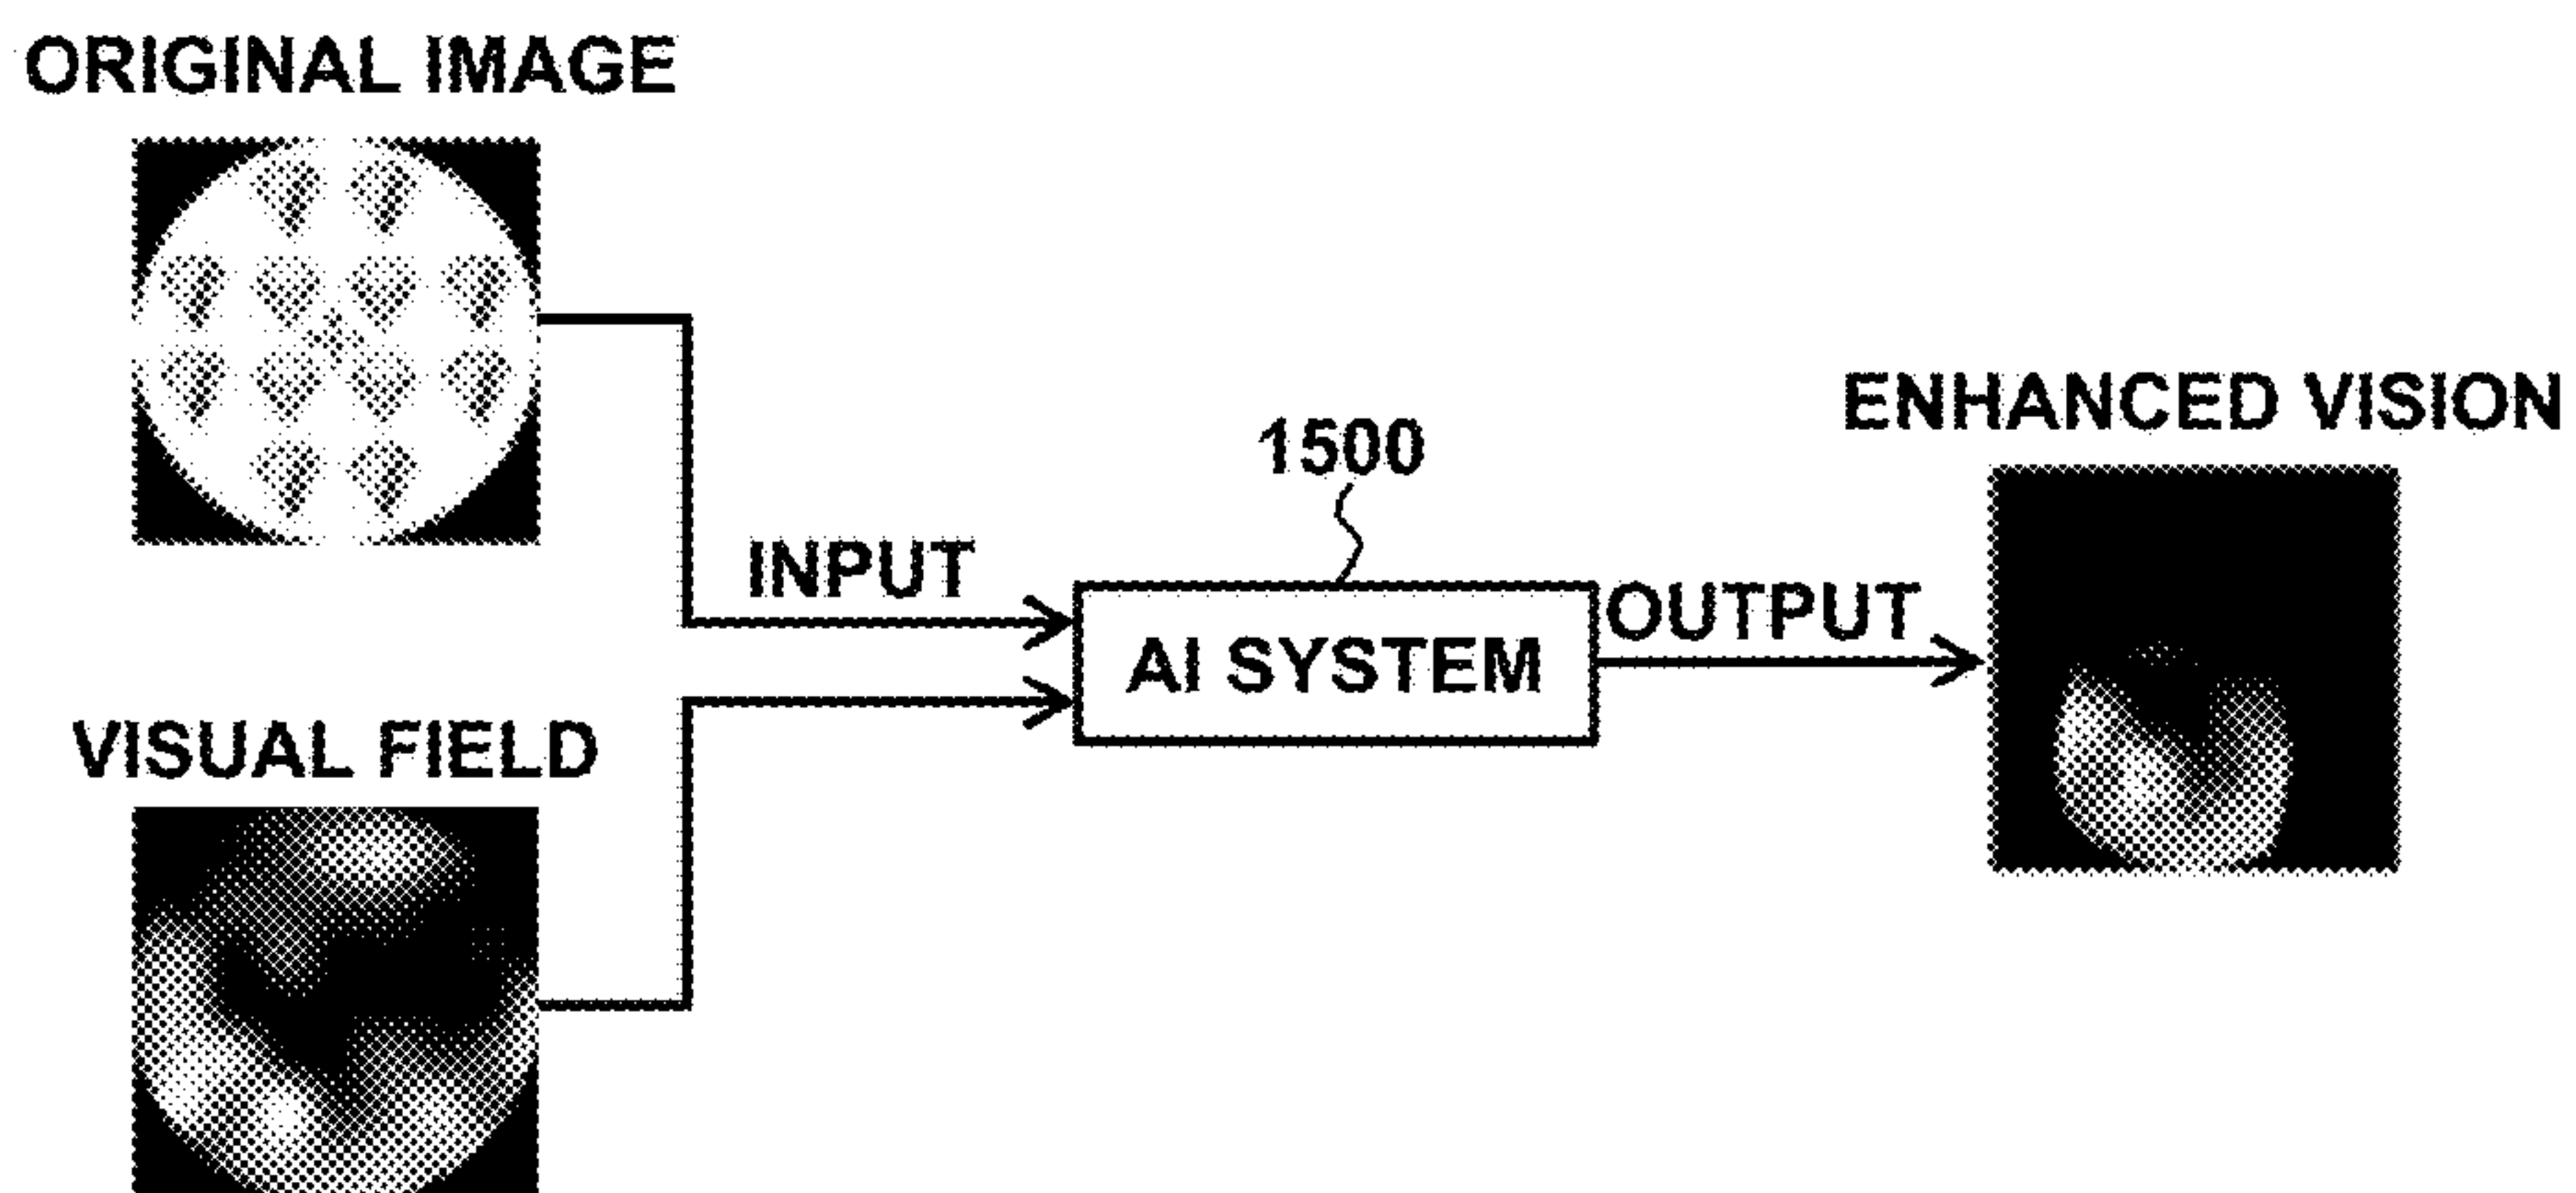 ORIGINAL IMAGE
VISUAL FIELD
INPUT
1500
AI SYSTEM
OUTPUT
ENHANCED VISION